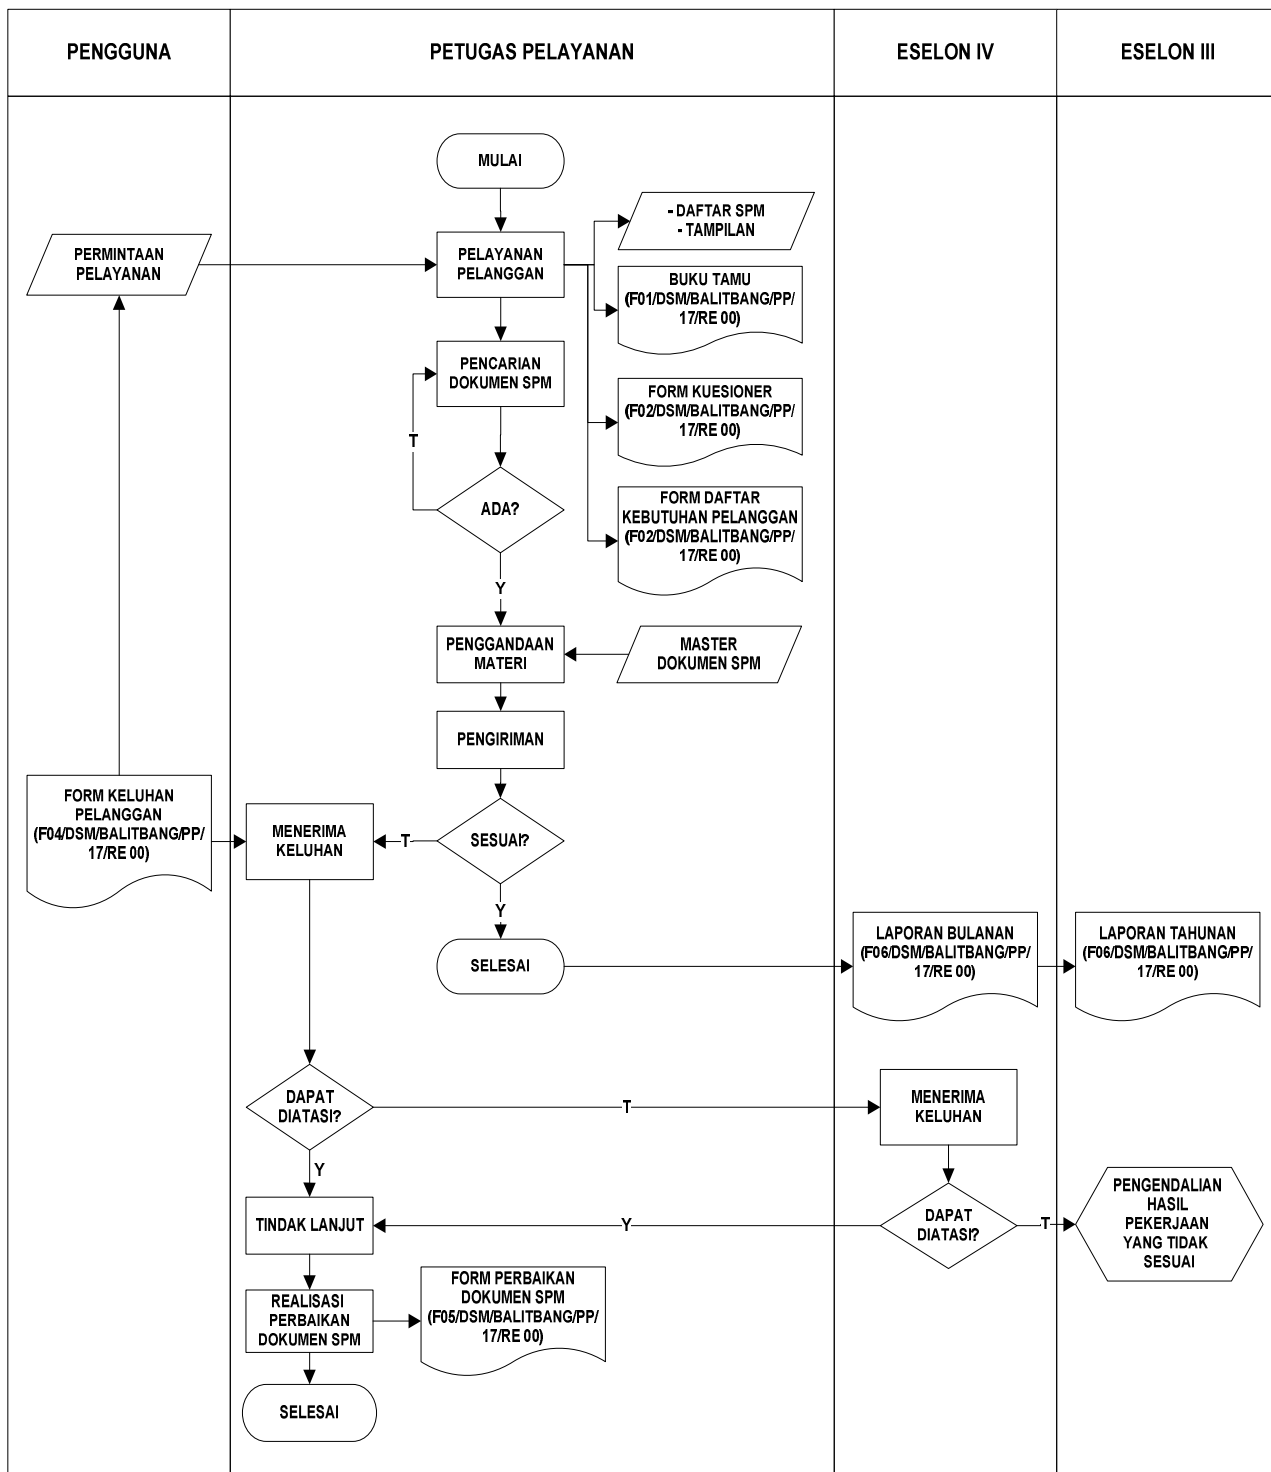 PENGGUNA
PETUGAS PELAYANAN
ESELON IV
ESELON III
MULAI
- DAFTAR SPM
- TAMPILAN
PERMINTAAN
PELAYANAN
PELAYANAN
PELANGGAN
BUKU TAMU
(F01/DSM/BALITBANG/PP/
17/RE 00)
PENCARIAN
DOKUMEN SPM
FORM KUESIONER
(F02/DSM/BALITBANG/PP/
17/RE 00)
T
ADA?
FORM DAFTAR
KEBUTUHAN PELANGGAN
(F02/DSM/BALITBANG/PP/
17/RE 00)
Y
PENGGANDAAN
MATERI
MASTER
DOKUMEN SPM
PENGIRIMAN
FORM KELUHAN
PELANGGAN
(F04/DSM/BALITBANG/PP/
17/RE 00)
MENERIMA
KELUHAN
T
SESUAI?
Y
SELESAI
LAPORAN BULANAN
(F06/DSM/BALITBANG/PP/
17/RE 00)
LAPORAN TAHUNAN
(F06/DSM/BALITBANG/PP/
17/RE 00)
DAPAT
DIATASI?
T
MENERIMA
KELUHAN
Y
TINDAK LANJUT
Y
DAPAT
DIATASI?
T
PENGENDALIAN
HASIL
PEKERJAAN
YANG TIDAK
SESUAI
REALISASI
PERBAIKAN
DOKUMEN SPM
FORM PERBAIKAN
DOKUMEN SPM
(F05/DSM/BALITBANG/PP/
17/RE 00)
SELESAI